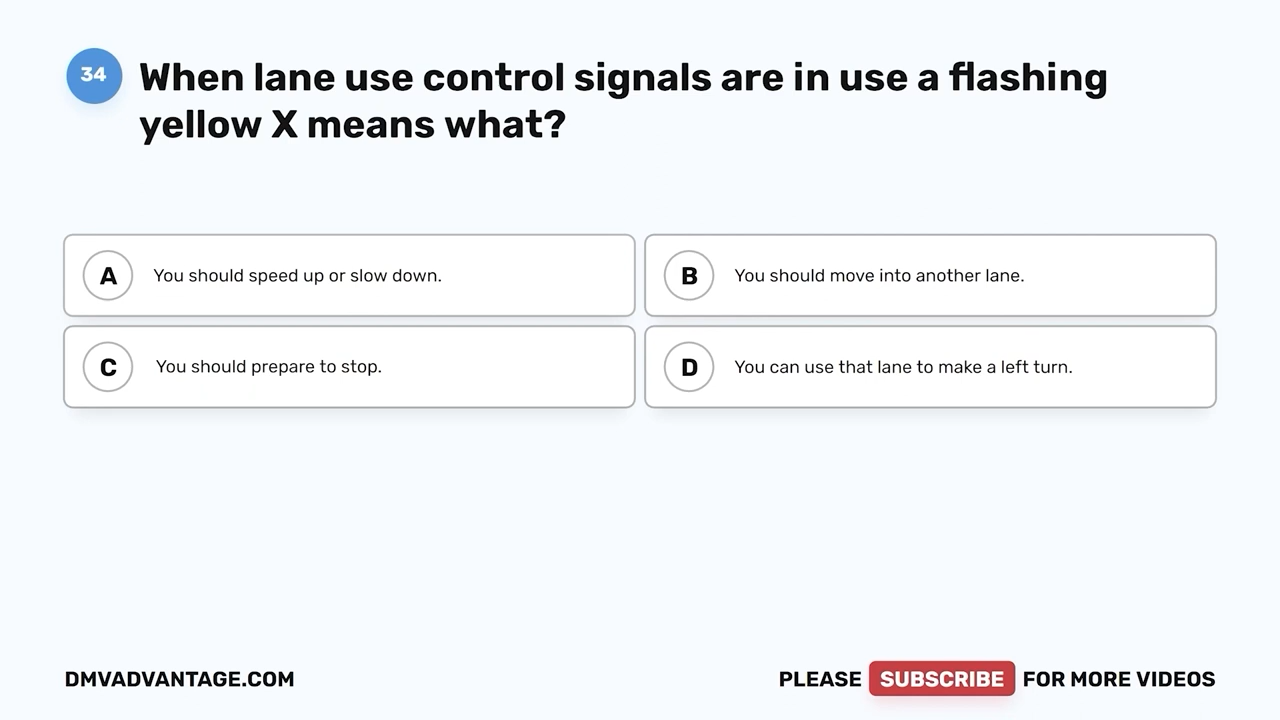 34
When lane use control signals are in use a flashing
yellow X means what?
A You should speed up or slow down.
B You should move into another lane.
C You should prepare to stop.
D You can use that lane to make a left turn.
DMVADVANTAGE.COM
PLEASE SUBSCRIBE FOR MORE VIDEOS